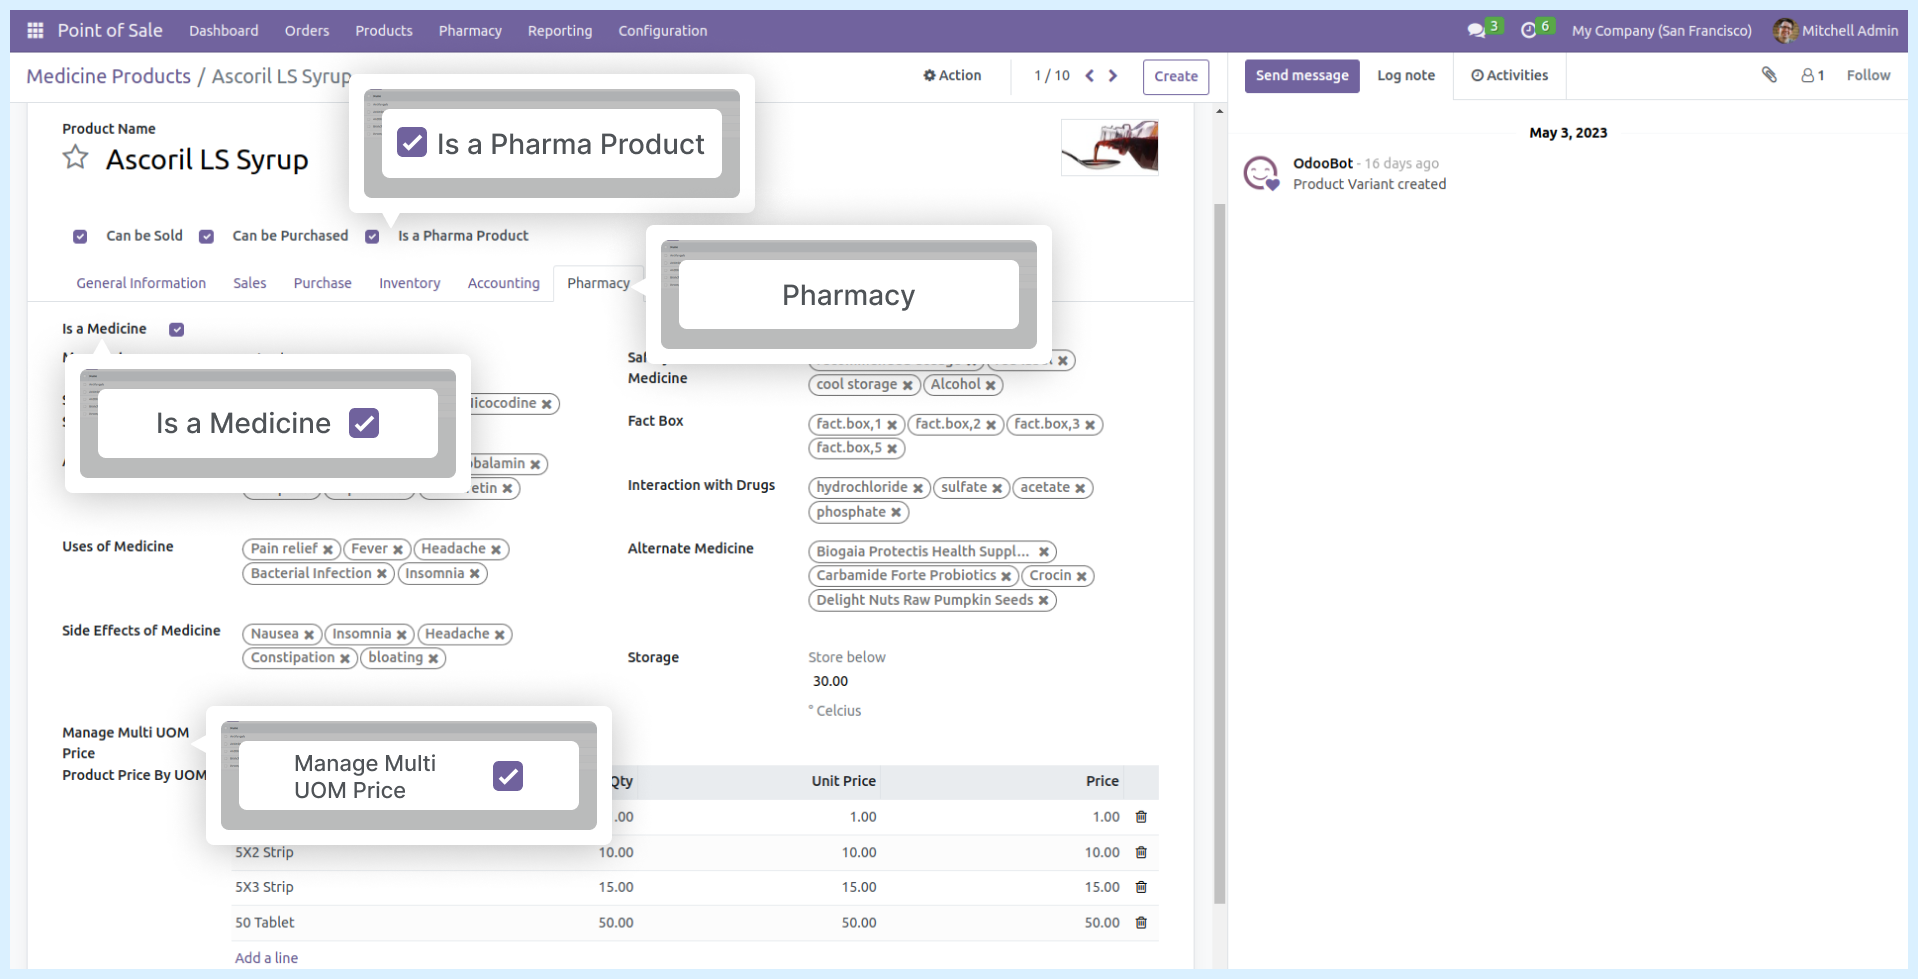 Point of Sale Dashboard Orders Products Pharmacy Reporting Configuration 3 6 My Company (San Francisco) Mitchell Admin
Medicine Products / Ascoril LS Syrup Action 1 / 10 Create Send message Log note Activities 1 Follow
May 3, 2023
OdooBot - 16 days ago
Product Variant created
Product Name
Ascoril LS Syrup
Is a Pharma Product
Can be Sold Can be Purchased Is a Pharma Product
General Information Sales Purchase Inventory Accounting Pharmacy
Pharmacy
Is a Medicine
Is a Medicine
Medicine
cool storage Alcohol
Fact Box fact.box,1 fact.box,2 fact.box,3
fact.box,5
Interaction with Drugs hydrochloride sulfate acetate
phosphate
Uses of Medicine Pain relief Fever Headache
Bacterial Infection Insomnia
Alternate Medicine Biogaia Protectis Health Suppl...
Carbamide Forte Probiotics Crocin
Delight Nuts Raw Pumpkin Seeds
Side Effects of Medicine Nausea Insomnia Headache
Constipation bloating
Storage Store below
30.00
° Celcius
Manage Multi UOM
Price
Product Price By UOM
Manage Multi
UOM Price
Qty Unit Price Price
.00 1.00 1.00
5X2 Strip 10.00 10.00 10.00
5X3 Strip 15.00 15.00 15.00
50 Tablet 50.00 50.00 50.00
Add a line